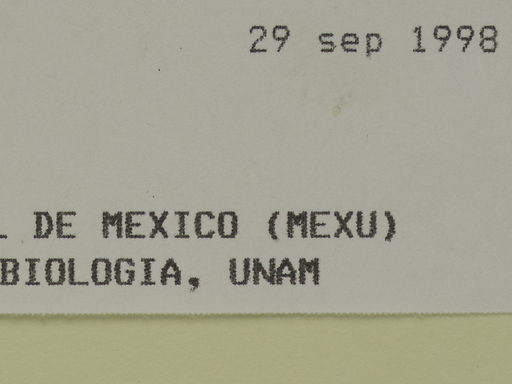 29 sep 1998
DE MEXICO (MEXU)
BIOLOGIA, UNAM